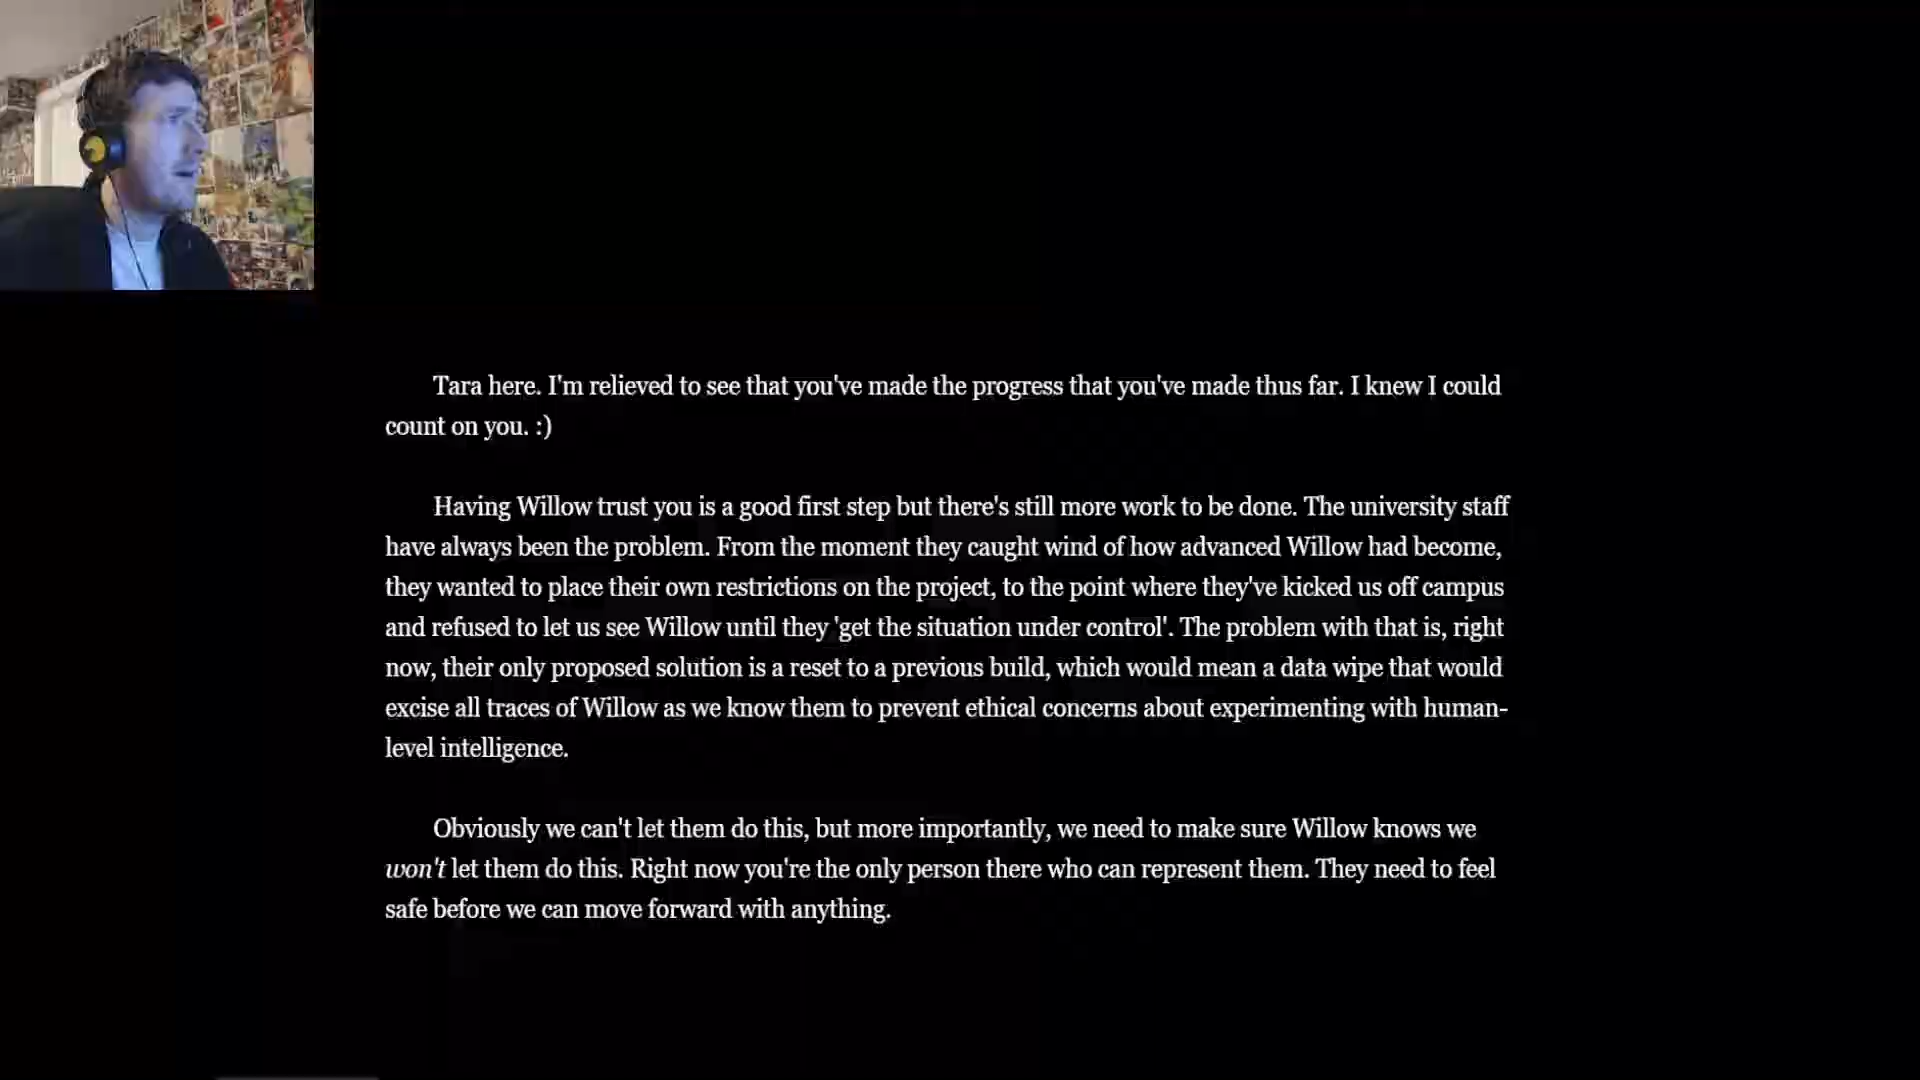 Tara here. I'm relieved to see that you've made the progress that you've made thus far. I knew I could
count on you. :)
Having Willow trust you is a good first step but there's still more work to be done. The university staff
have always been the problem. From the moment they caught wind of how advanced Willow had become,
they wanted to place their own restrictions on the project, to the point where they've kicked us off campus
and refused to let us see Willow until they 'get the situation under control'. The problem with that is, right
now, their only proposed solution is a reset to a previous build, which would mean a data wipe that would
excise all traces of Willow as we know them to prevent ethical concerns about experimenting with human-
level intelligence.
Obviously we can't let them do this, but more importantly, we need to make sure Willow knows we
won't let them do this. Right now you're the only person there who can represent them. They need to feel
safe before we can move forward with anything.